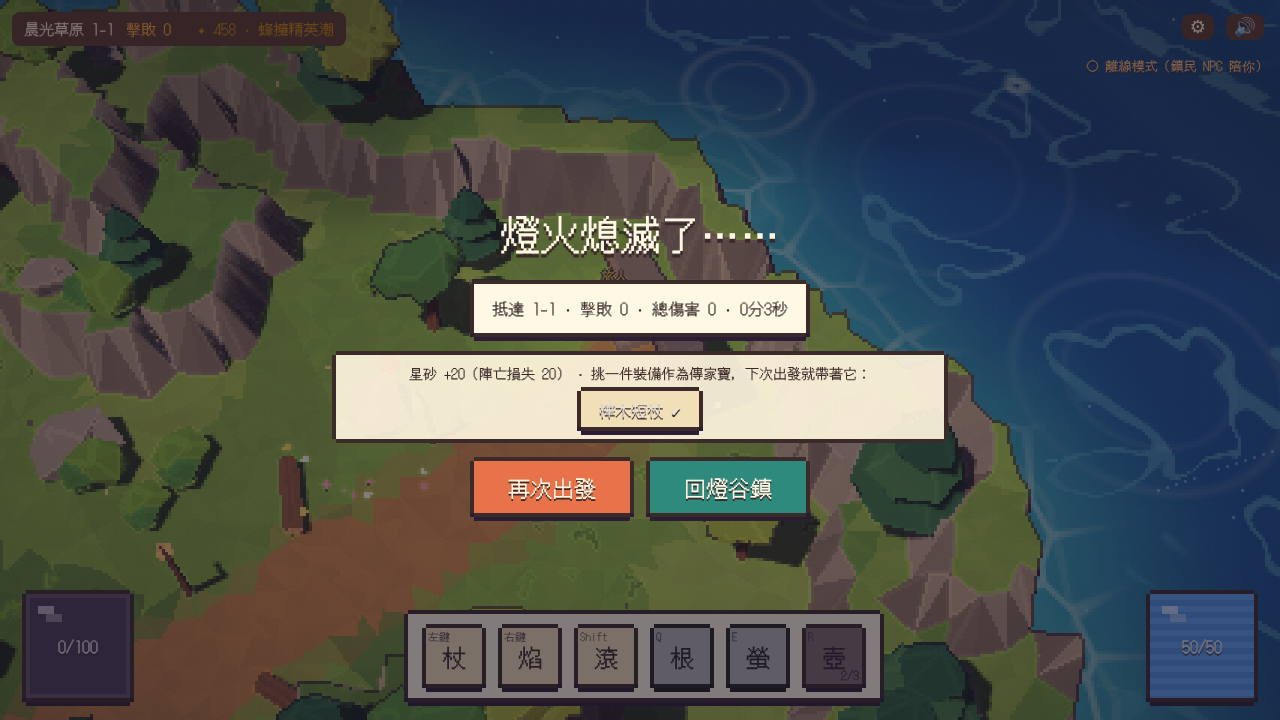 晨光草原 1-1 擊敗 0 ✦ 458 · 蜂擁精英潮
○ 離線模式（鎮民 NPC 陪你）
燈火熄滅了……
旅人
抵達 1-1 · 擊敗 0 · 總傷害 0 · 0分3秒
星砂 +20（陣亡損失 20） · 挑一件裝備作為傳家寶，下次出發就帶著它：
樺木短杖 ✓
再次出發 回燈谷鎮
0/100
50/50
左鍵 右鍵 Shift Q E R
杖 焰 滾 根 螢 壺
2/3